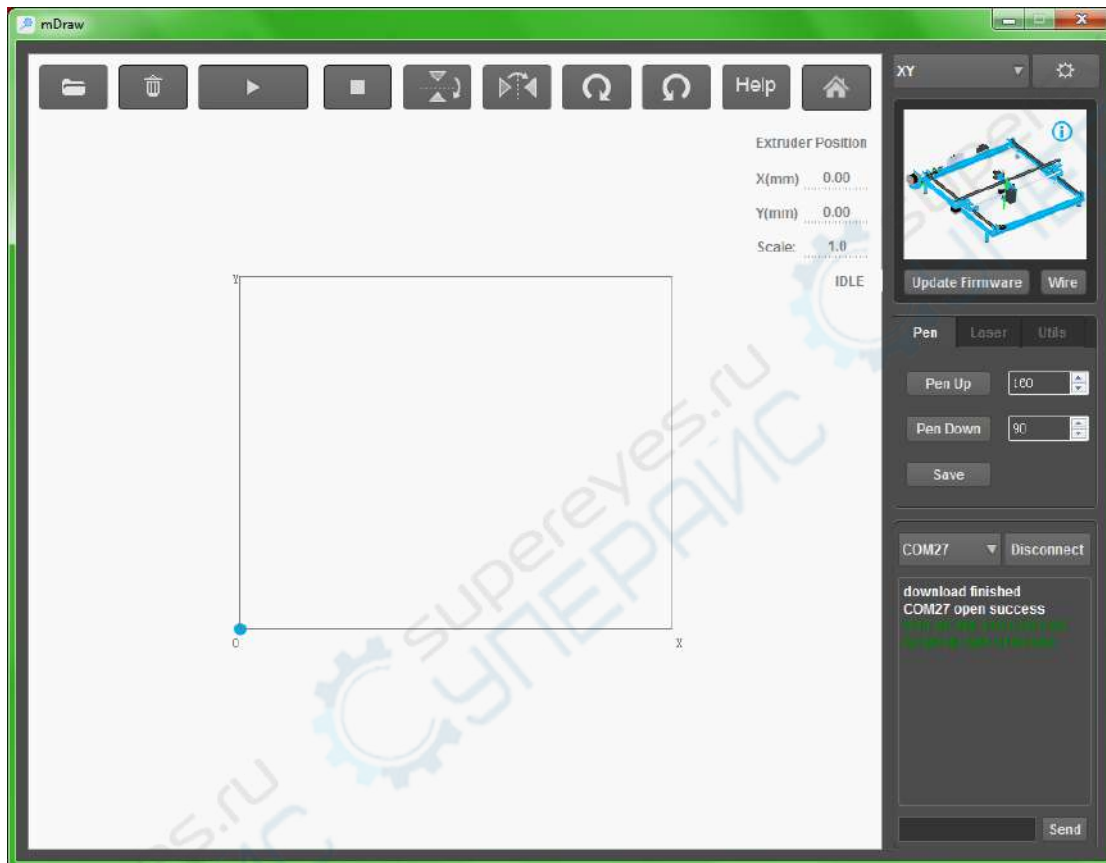 mDraw
Help
XY
Extruder Position
X(mm) 0.00
Y(mm) 0.00
Scale: 1.0
IDLE
Update Firmware Wire
Pen Laser Utils
Pen Up 160
Pen Down 90
Save
COM27 Disconnect
download finished
COM27 open success
Y
O X
Send
supereyes.ru
СУПЕРАЙС
s.ru